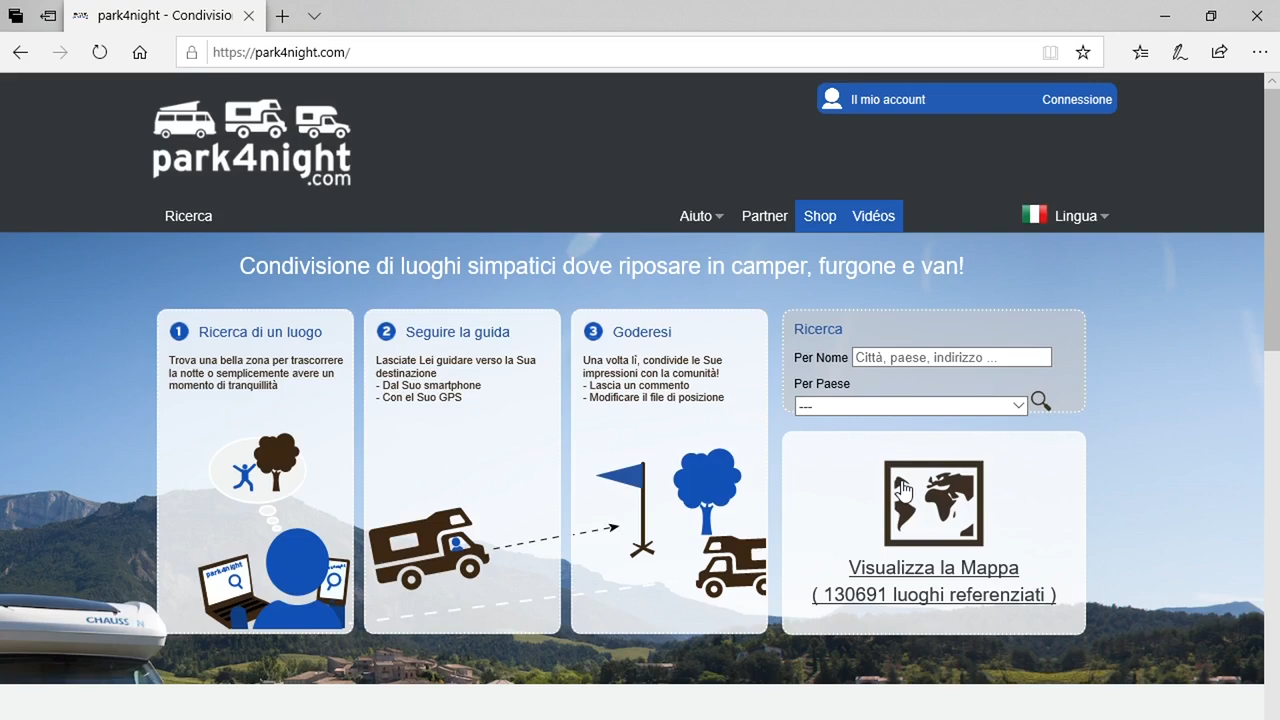 park4night - Condivisio
https://park4night.com/
Il mio account
Connessione
park4night
.com
Ricerca
Aiuto
Partner
Shop
Vidéos
Lingua
Condivisione di luoghi simpatici dove riposare in camper, furgone e van!
1 Ricerca di un luogo
Trova una bella zona per trascorrere
la notte o semplicemente avere un
momento di tranquillità
park4night
2 Seguire la guida
Lasciate Lei guidare verso la Sua
destinazione
- Dal Suo smartphone
- Con el Suo GPS
3 Goderesi
Una volta lì, condivide le Sue
impressioni con la comunità!
- Lascia un commento
- Modificare il file di posizione
Ricerca
Per Nome
Città, paese, indirizzo ...
Per Paese
---
Visualizza la Mappa
( 130691 luoghi referenziati )